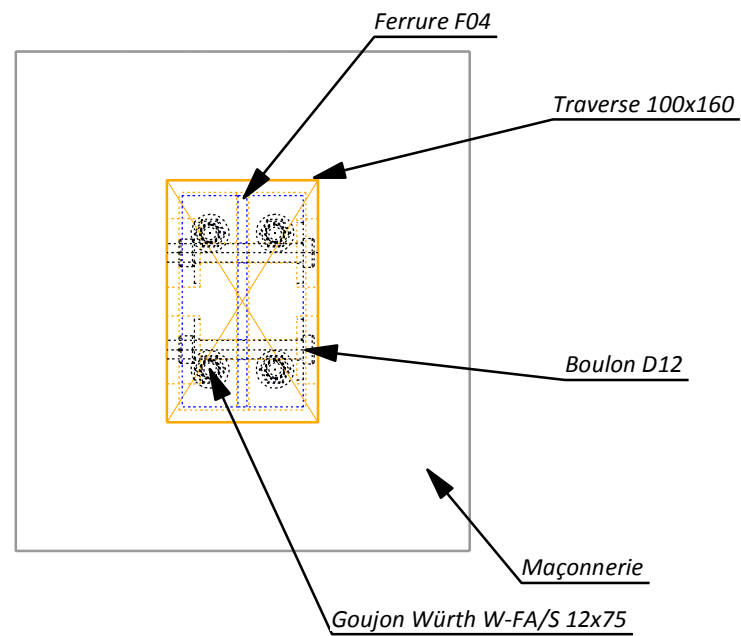 Ferrure F04
Traverse 100x160
Boulon D12
Maçonnerie
Goujon Würth W-FA/S 12x75